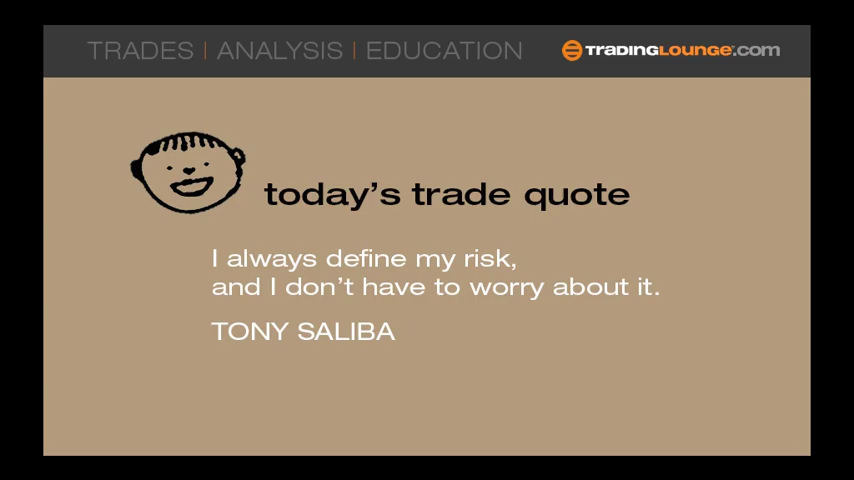 TRADES | ANALYSIS | EDUCATION TRADINGLOUNGE.com
today's trade quote
I always define my risk,
and I don't have to worry about it.
TONY SALIBA